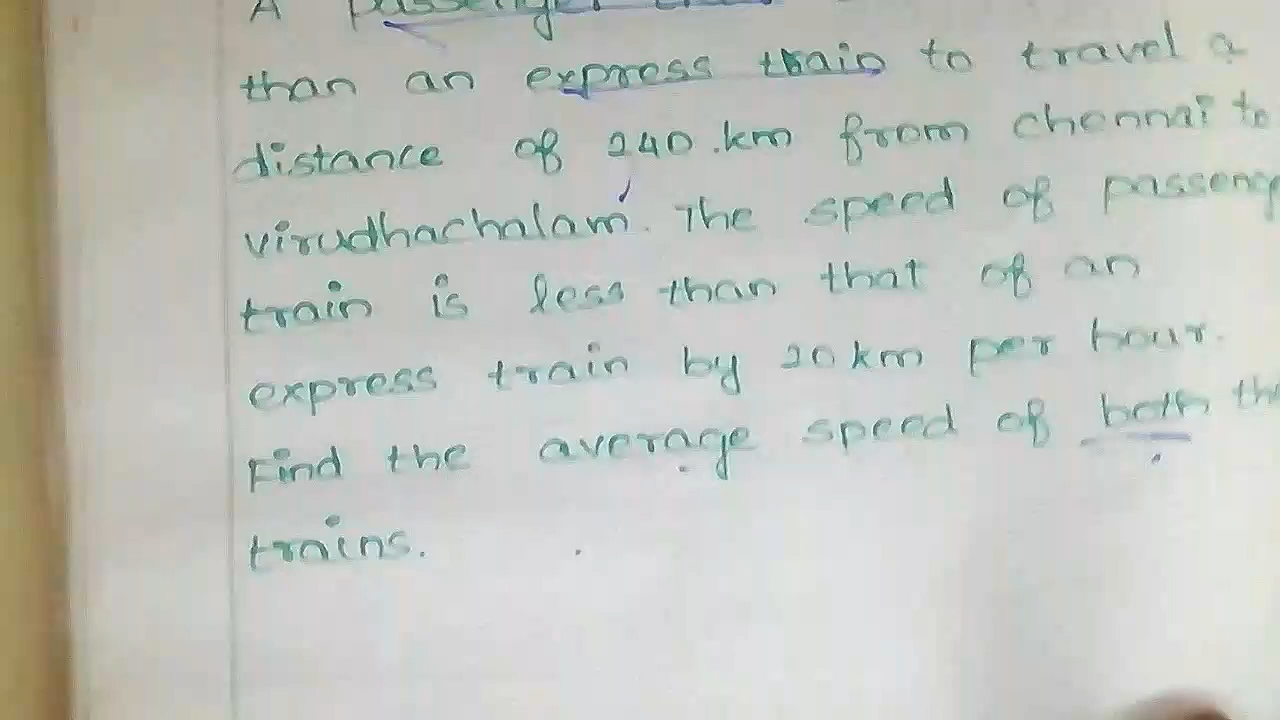 A passenger
than an express train to travel a
distance of 240 km from chennai to
virudhachalam. The speed of passeng
train is less than that of an
express train by 20 km per hour.
Find the average speed of both the
trains.